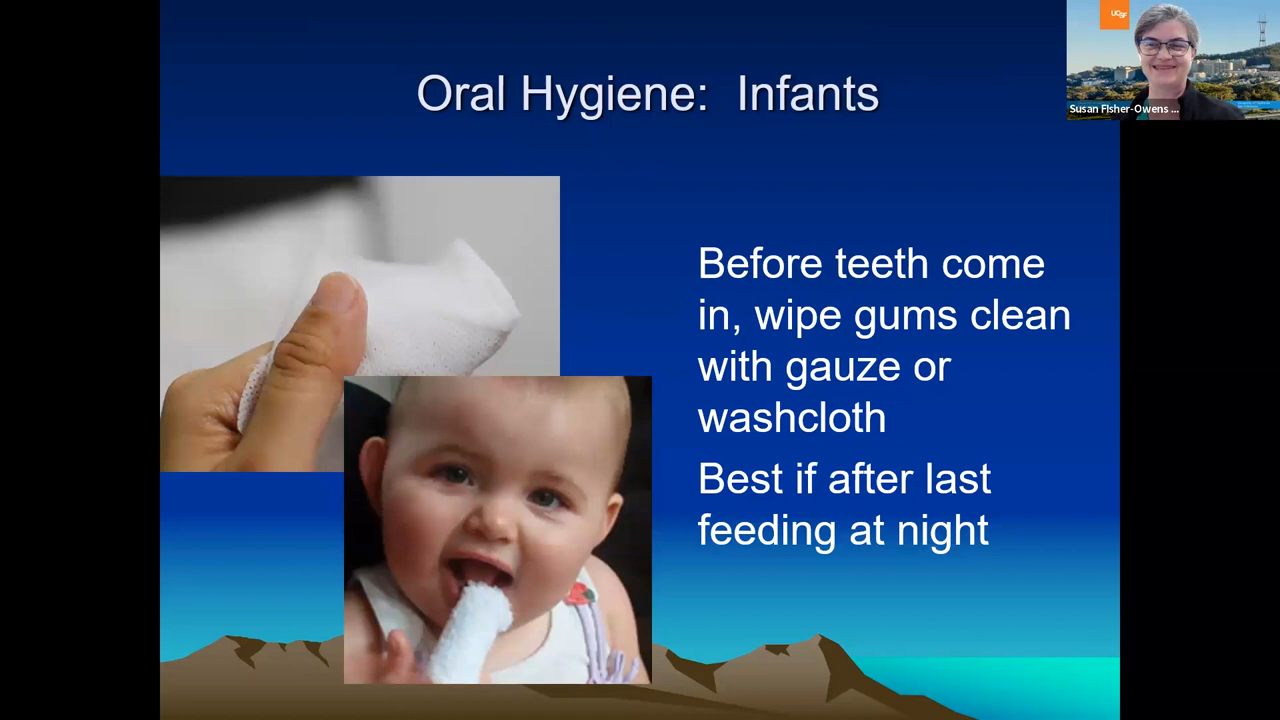 Oral Hygiene: Infants
UCSF
Susan Fisher-Owens ...
Before teeth come
in, wipe gums clean
with gauze or
washcloth
Best if after last
feeding at night